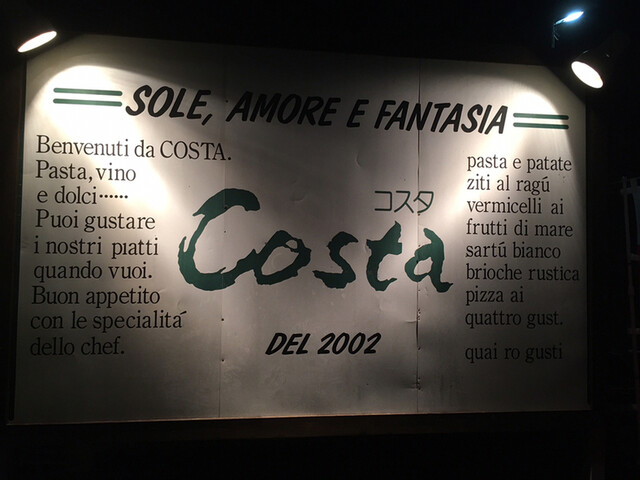 SOLE, AMORE E FANTASIA
Benvenuti da COSTA.
Pasta, vino
e dolci……
Puoi gustare
i nostri piatti
quando vuoi.
Buon appetito
con le specialitá
dello chef.
コスタ
Costa
DEL 2002
pasta e patate
ziti al ragú
vermicelli ai
frutti di mare
sartú bianco
brioche rustica
pizza ai
quattro gust.
quai ro gusti